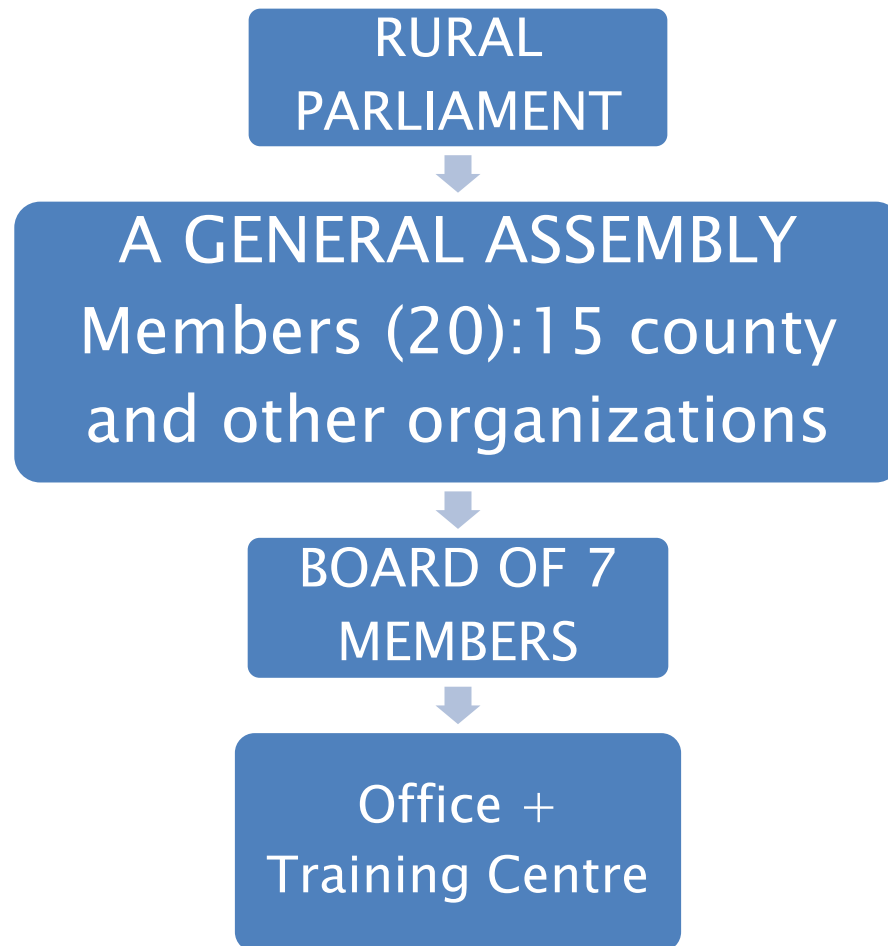 RURAL
PARLIAMENT
A GENERAL ASSEMBLY
Members (20):15 county
and other organizations
BOARD OF 7
MEMBERS
Office +
Training Centre